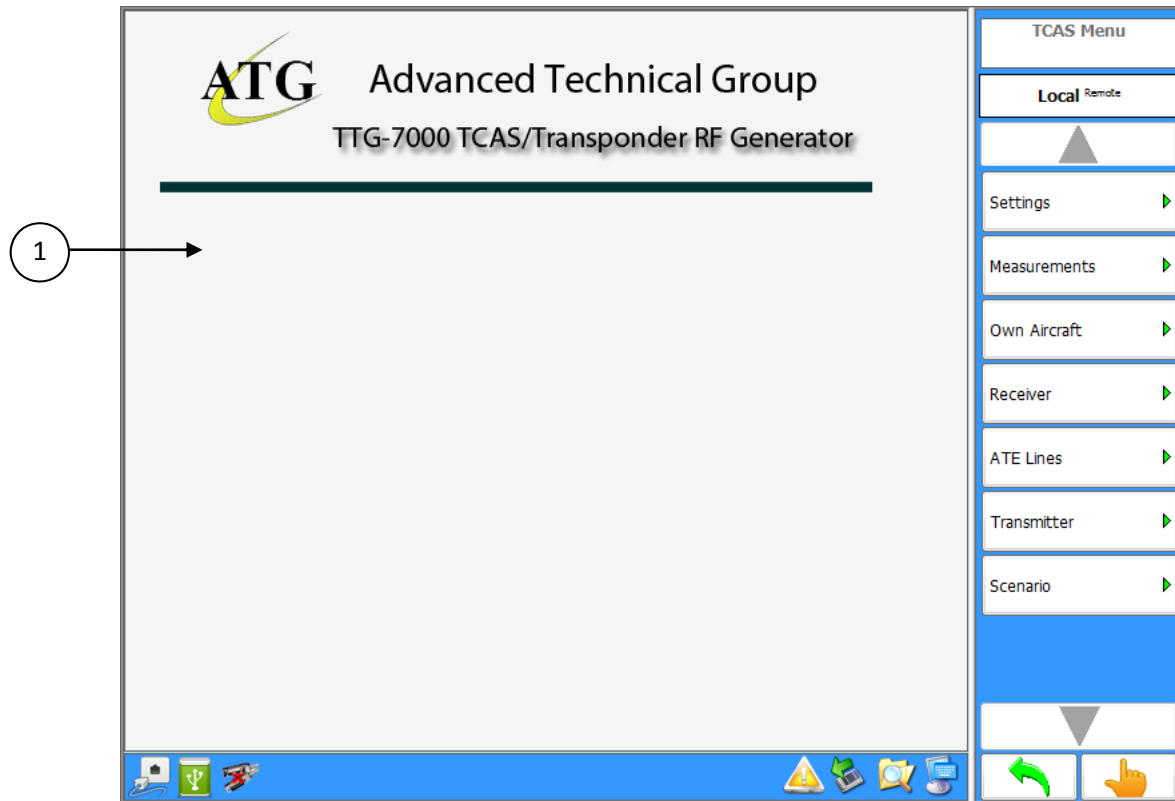 ATG
Advanced Technical Group
TTG-7000 TCAS/Transponder RF Generator
1
TCAS Menu
Local Remote
Settings
Measurements
Own Aircraft
Receiver
ATE Lines
Transmitter
Scenario